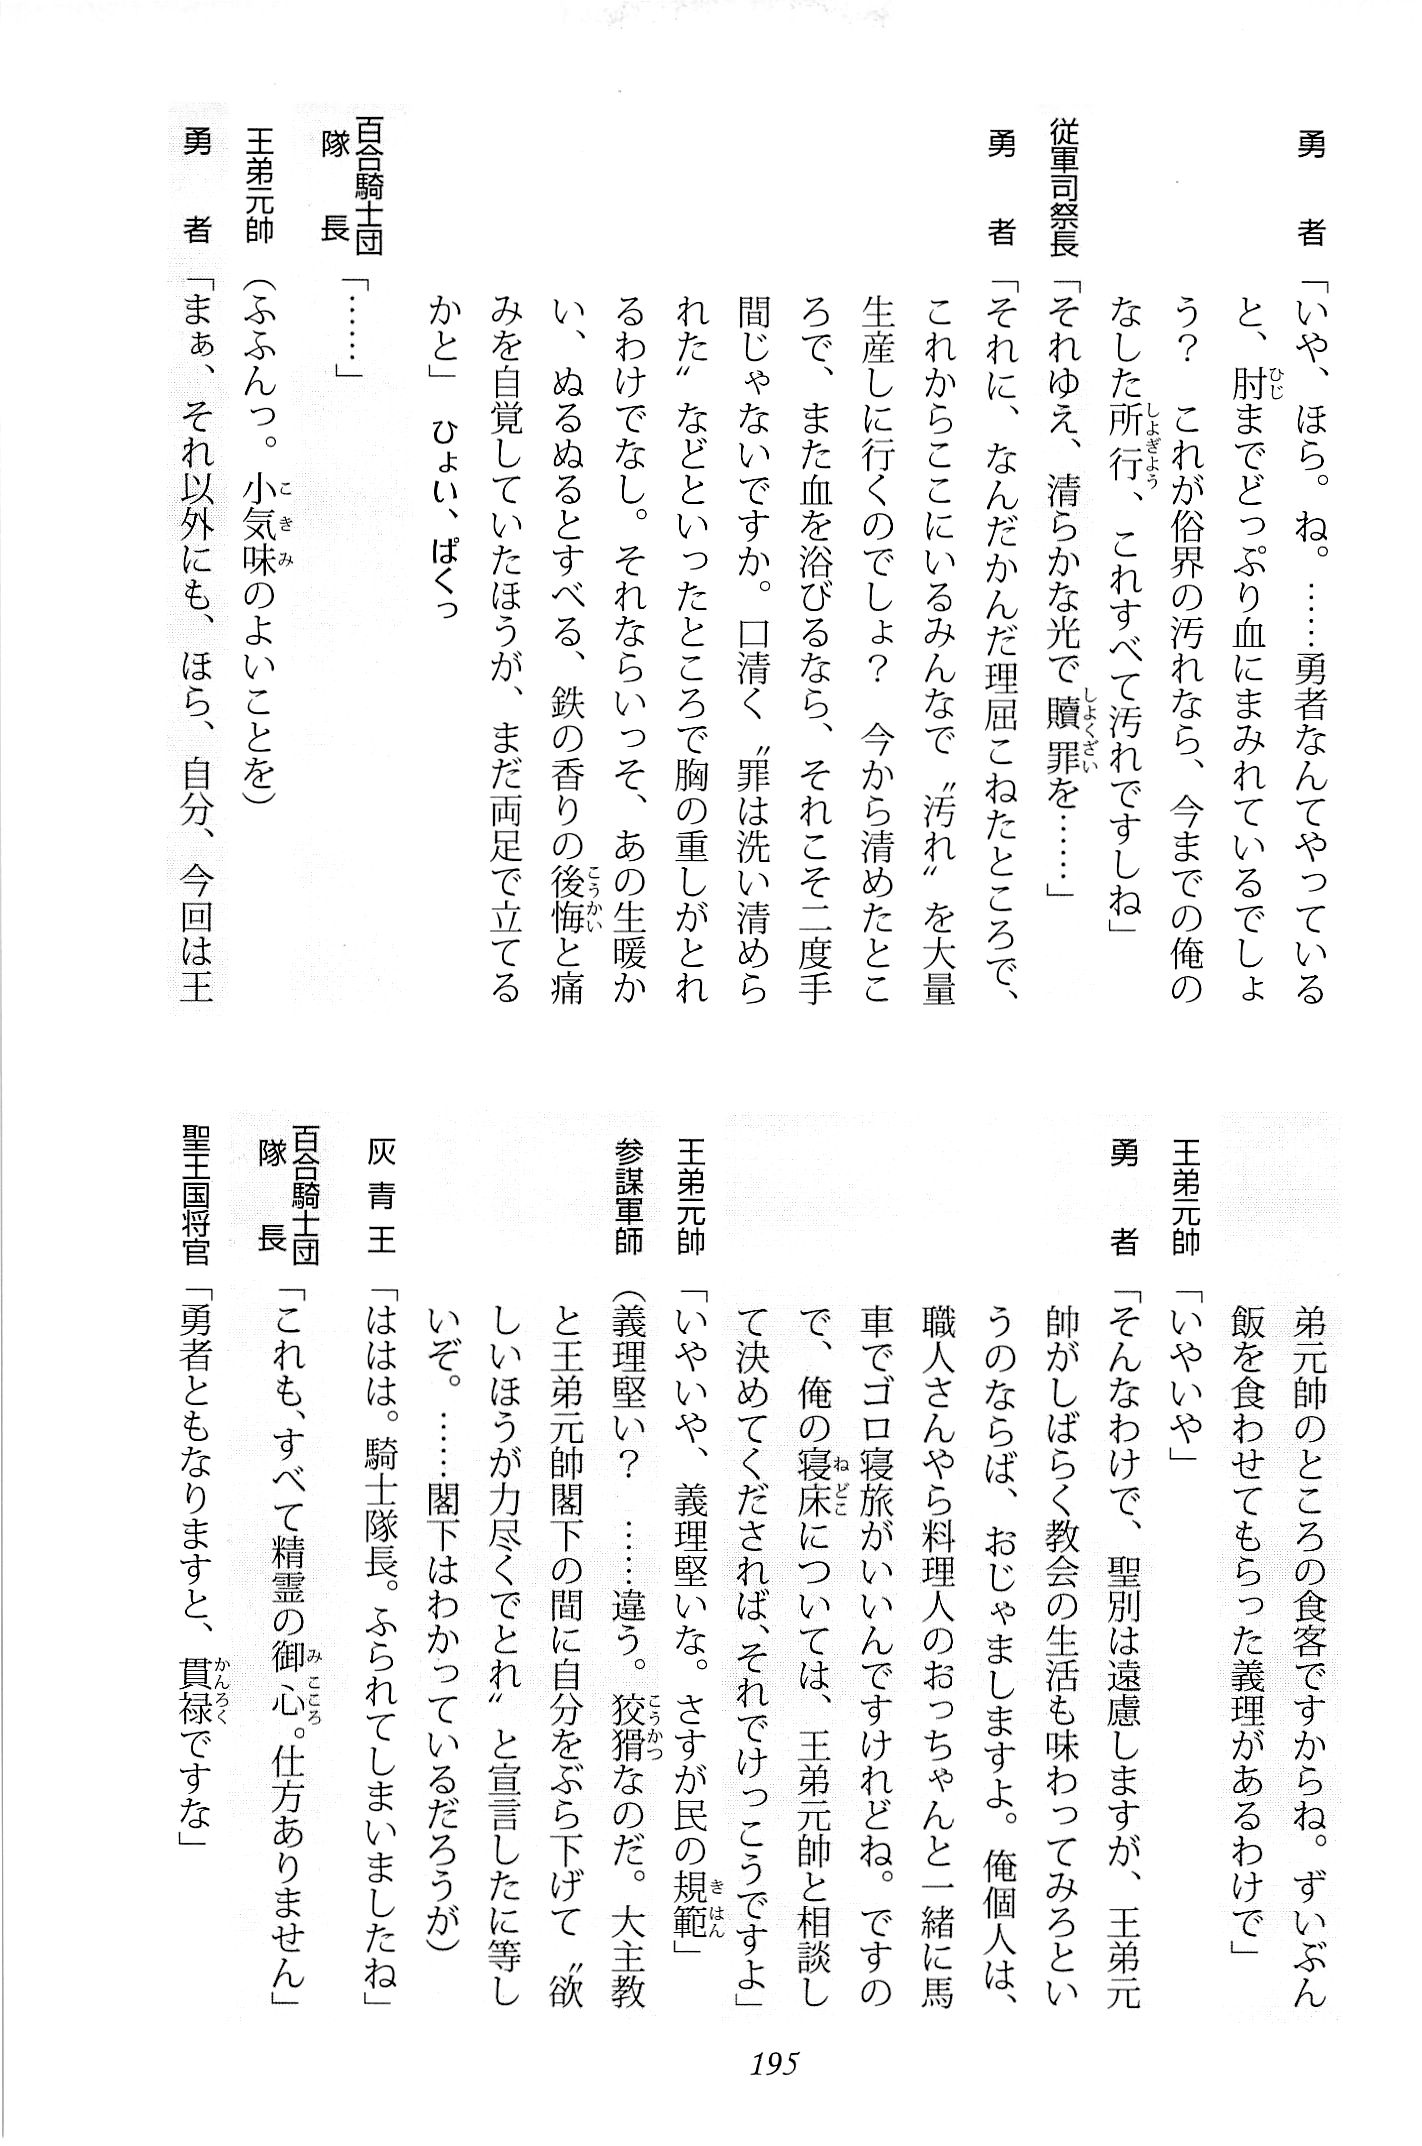 勇者「いや、ほら。ね。……勇者なんてやっている
と、肘までどっぷり血にまみれているでしょ
う?　これが俗界の汚れなら、今までの俺の
なした所行、これすべて汚れですしね」
従軍司祭長「それゆえ、清らかな光で贖罪を……」
勇者「それに、なんだかんだ理屈こねたところで、
これからここにいるみんなで〝汚れ〟を大量
生産しに行くのでしょ?　今から清めたとこ
ろで、また血を浴びるなら、それこそ二度手
間じゃないですか。口清く〝罪は洗い清めら
れた〟などといったところで胸の重しがとれ
るわけでなし。それならいっそ、あの生暖か
い、ぬるぬるとすべる、鉄の香りの後悔と痛
みを自覚していたほうが、まだ両足で立てる
かと」　ひょい、ぱくっ
百合騎士団隊長「……」
王弟元帥（ふふんっ。小気味のよいことを）
勇者「まぁ、それ以外にも、ほら、自分、今回は王
弟元帥のところの食客ですからね。ずいぶん
飯を食わせてもらった義理があるわけで」
王弟元帥「いやいや」
勇者「そんなわけで、聖別は遠慮しますが、王弟元
帥がしばらく教会の生活も味わってみろとい
うのならば、おじゃましますよ。俺個人は、
職人さんやら料理人のおっちゃんと一緒に馬
車でゴロ寝旅がいいんですけれどね。ですの
で、俺の寝床については、王弟元帥と相談し
て決めてくだされば、それでけっこうですよ」
王弟元帥「いやいや、義理堅いな。さすが民の規範」
参謀軍師（義理堅い?　……違う。狡猾なのだ。大主教
と王弟元帥閣下の間に自分をぶら下げて〝欲
しいほうが力尽くでとれ〟と宣言したに等し
いぞ。……閣下はわかっているだろうが）
灰青王「ははは。騎士隊長。ふられてしまいましたね」
百合騎士団隊長「これも、すべて精霊の御心。仕方ありません」
聖王国将官「勇者ともなりますと、貫禄ですな」
195